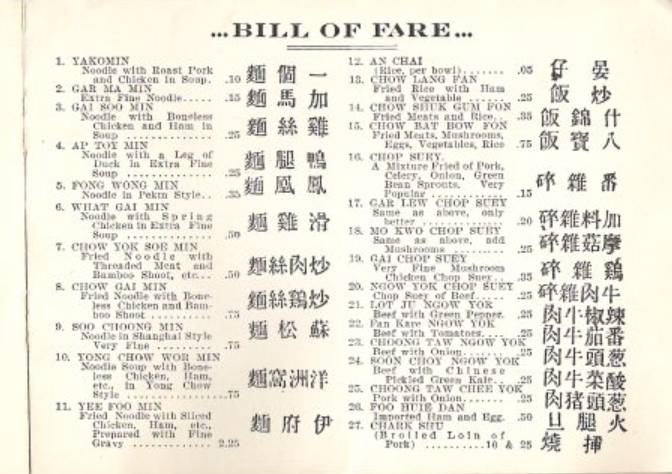 ...BILL OF FARE...
1. YAKOMIN
Noodle with Roast Pork
and Chicken in Soup. .10 一個麵
2. GAR MA MIN
Extra Fine Noodle..... .15 加馬麵
3. GAI SOO MIN
Noodle with Boneless
Chicken and Ham in
Soup ............. .25 雞絲麵
4. AP TOY MIN
Noodle with a Leg of
Duck in Extra Fine
Soup ............. .25 鴨腿麵
5. FONG WONG MIN
Noodle in Pekin Style.. .35 鳳凰麵
6. WHAT GAI MIN
Noodle with Spring
Chicken in Extra Fine
Soup ............. .50 滑雞麵
7. CHOW YOK SOE MIN
Fried Noodle with
Threaded Meat and
Bamboo Shoot, etc... .50 炒肉絲麵
8. CHOW GAI MIN
Fried Noodle with Bone-
less Chicken and Bam-
boo Shoot ........... .75 炒鷄絲麵
9. SOO CHOONG MIN
Noodle in Shanghai Style
Very Fine ........... .75 蘇松麵
10. YONG CHOW WOR MIN
Noodle Soup with Bone-
less Chicken, Ham,
etc., in Yong Chow
Style ................. .75 洋洲窩麵
11. YEE FOO MIN
Fried Noodle with Sliced
Chicken, Ham, etc.,
Prepared with Fine
Gravy ............... 2.25 伊府麵
12. AN CHAI
(Rice, per bowl)....... .05 晏仔
13. CHOW LANG FAN
Fried Rice with Ham
and Vegetable ....... .25 炒飯
14. CHOW SHUK GUM FON
Fried Meats and Rice.. .35 什錦飯
15. CHOW BAT BOW FON
Fried Meats, Mushrooms,
Eggs, Vegetables, Rice .75 八寶飯
16. CHOP SUEY.
A Mixture Fried of Pork,
Celery, Onion, Green
Bean Sprouts. Very
Popular ............. .15 番雜碎
17. GAR LEW CHOP SUEY
Same as above, only
better ............... .20 加料雜碎
18. MO KWO CHOP SUEY
Same as above, add
Mushrooms ........... .25 摩菇雜碎
19. GAI CHOP SUEY
Very Fine Mushroom
Chicken Chop Suey.. .35 鷄雜碎
20. NGOW YOK CHOP SUEY
Chop Suey of Beef..... .25 牛肉雜碎
21. LOT JU NGOW YOK
Beef with Green Pepper. .25 辣椒牛肉
22. Fan Kare NGOW YOK
Beef with Tomatoes.... .25 番茄牛肉
23. CHOONG TAW NGOW YOK
Beef with Onion....... .25 葱頭牛肉
24. SOON CHOY NGOW YOK
Beef with Chinese
Pickled Green Kale... .25 酸菜牛肉
25. CHOONG TAW CHEE YOK
Pork with Onion....... .25 葱頭猪肉
26. FOO HUIE DAN
Imported Ham and Egg. .50 火腿旦
27. CHARK SHU
(Broiled Loin of
Pork) ........... 10 & 25 揮燒